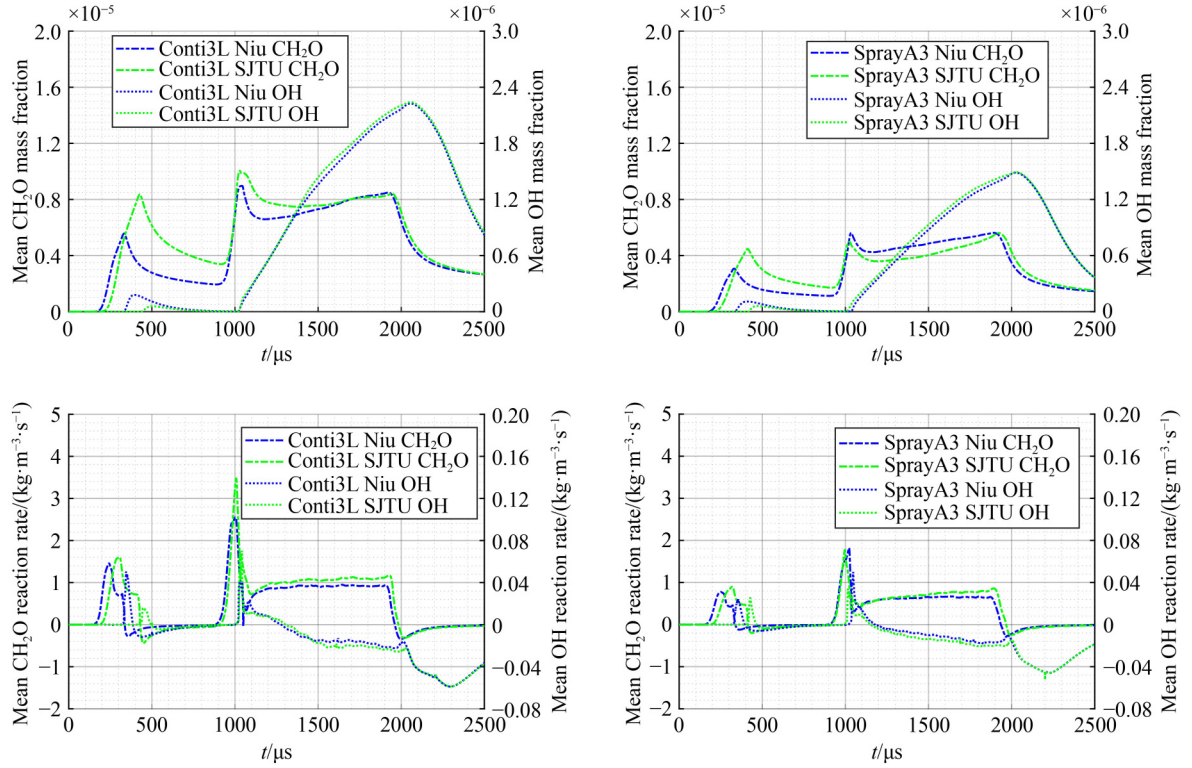 ×10⁻⁵
×10⁻⁶
2.0
1.6
1.2
0.8
0.4
0
3.0
2.4
1.8
1.2
0.6
0
Mean CH₂O mass fraction
Mean OH mass fraction
Conti3L Niu CH₂O
Conti3L SJTU CH₂O
Conti3L Niu OH
Conti3L SJTU OH
0 500 1000 1500 2000 2500
t/μs
×10⁻⁵
×10⁻⁶
2.0
1.6
1.2
0.8
0.4
0
3.0
2.4
1.8
1.2
0.6
0
Mean CH₂O mass fraction
Mean OH mass fraction
SprayA3 Niu CH₂O
SprayA3 SJTU CH₂O
SprayA3 Niu OH
SprayA3 SJTU OH
0 500 1000 1500 2000 2500
t/μs
5
4
3
2
1
0
−1
−2
0.20
0.16
0.12
0.08
0.04
0
−0.04
−0.08
Mean CH₂O reaction rate/(kg·m⁻³·s⁻¹)
Mean OH reaction rate/(kg·m⁻³·s⁻¹)
Conti3L Niu CH₂O
Conti3L SJTU CH₂O
Conti3L Niu OH
Conti3L SJTU OH
0 500 1000 1500 2000 2500
t/μs
5
4
3
2
1
0
−1
−2
0.20
0.16
0.12
0.08
0.04
0
−0.04
−0.08
Mean CH₂O reaction rate/(kg·m⁻³·s⁻¹)
Mean OH reaction rate/(kg·m⁻³·s⁻¹)
SprayA3 Niu CH₂O
SprayA3 SJTU CH₂O
SprayA3 Niu OH
SprayA3 SJTU OH
0 500 1000 1500 2000 2500
t/μs